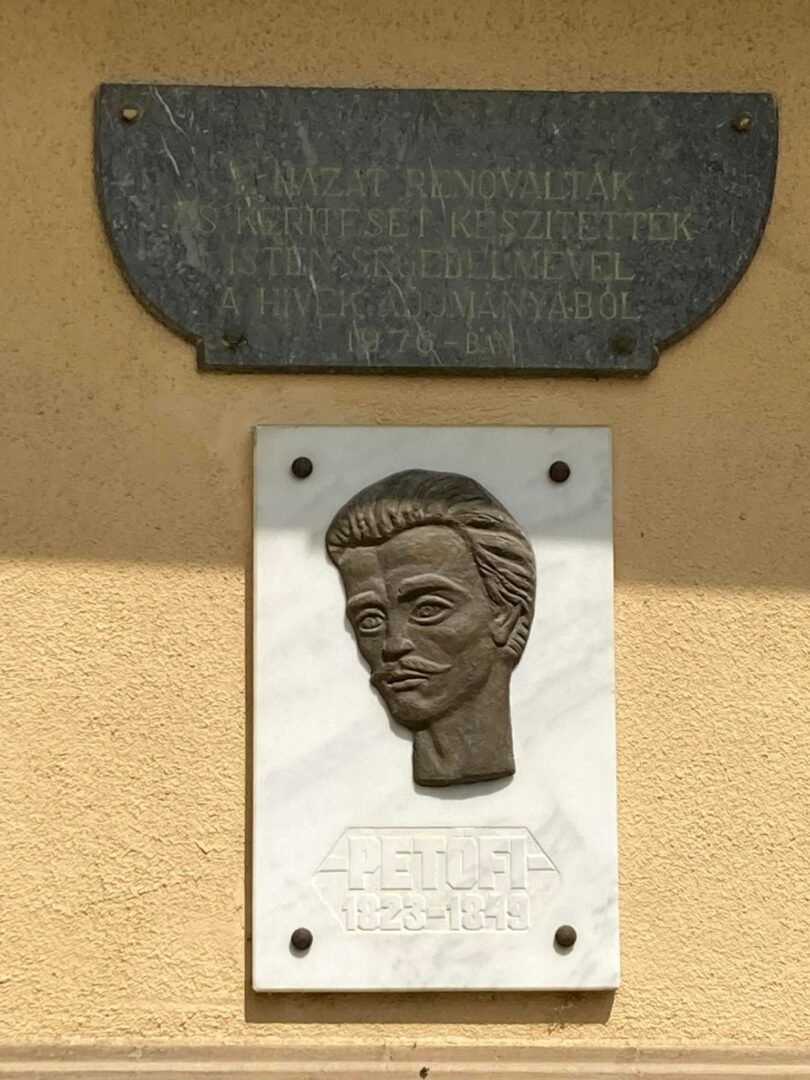 E HÁZAT RENOVÁLTÁK
ÉS KERITÉSÉT KÉSZITETTÉK
ISTEN SEGEDELMÉVEL
A HIVEK ADOMÁNYÁBÓL
1976-BAN
PETŐFI
1823-1849